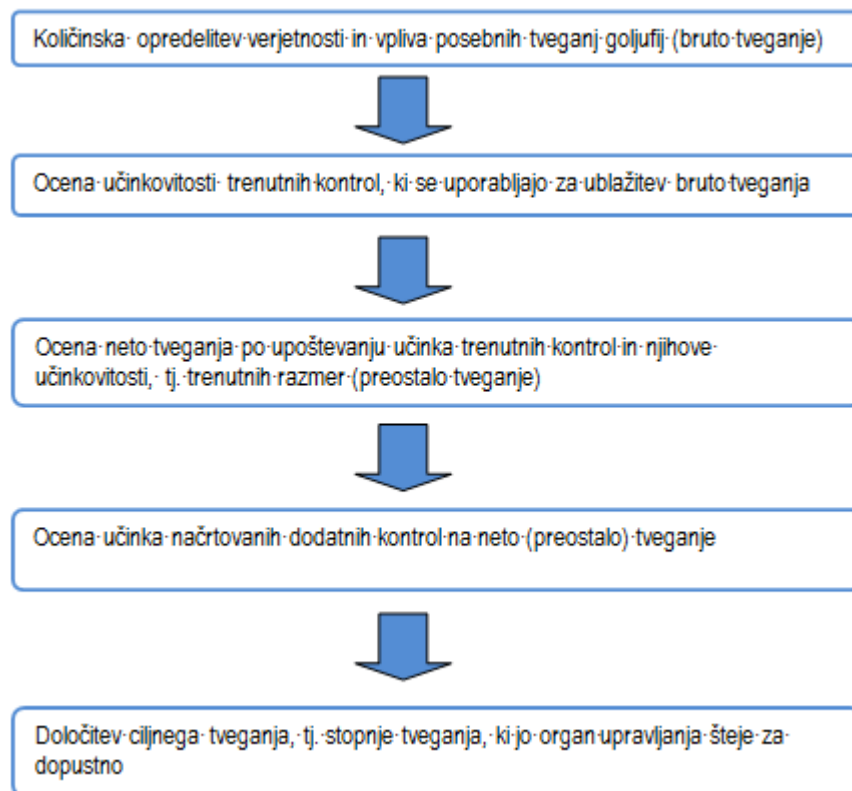 Količinska opredelitev verjetnosti in vpliva posebnih tveganj goljufij (bruto tveganje)
Ocena učinkovitosti trenutnih kontrol, ki se uporabljajo za ublažitev bruto tveganja
Ocena neto tveganja po upoštevanju učinka trenutnih kontrol in njihove
učinkovitosti, tj. trenutnih razmer (preostalo tveganje)
Ocena učinka načrtovanih dodatnih kontrol na neto (preostalo) tveganje
Določitev ciljnega tveganja, tj. stopnje tveganja, ki jo organ upravljanja šteje za
dopustno